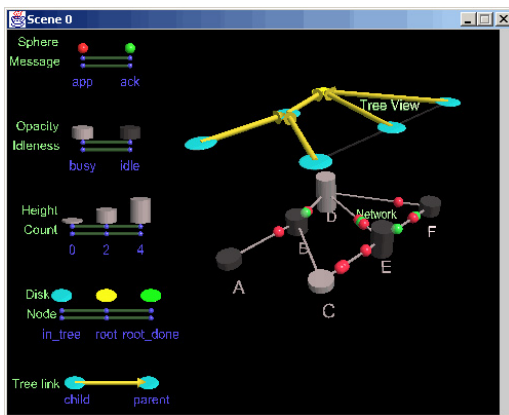 Scene 0
Sphere
Message
app ack
Opacity
Idleness
busy idle
Height
Count
0 2 4
Disk
Node
in_tree root root_done
Tree link
child parent
Tree View
Network
D
F
B
E
A
C